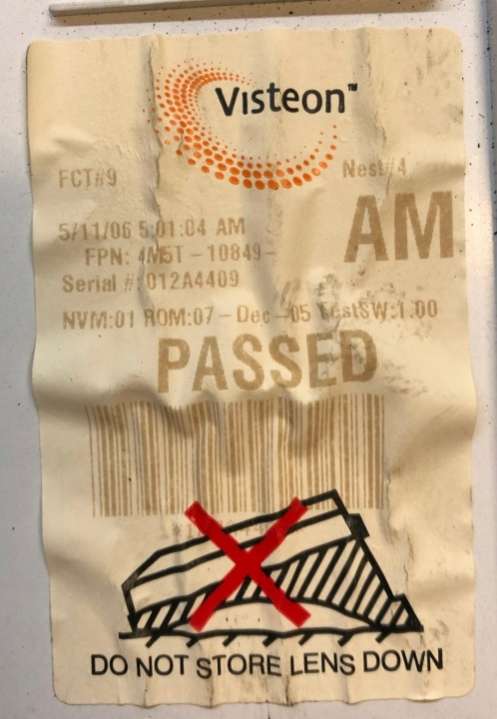 Visteon™
FCT#9 Nest#4
5/11/06 5:01:04 AM AM
FPN: 4M5T-10849-
Serial #: 012A4409
NVM:01 ROM:07-Dec-05 TestSW:1.00
PASSED
DO NOT STORE LENS DOWN